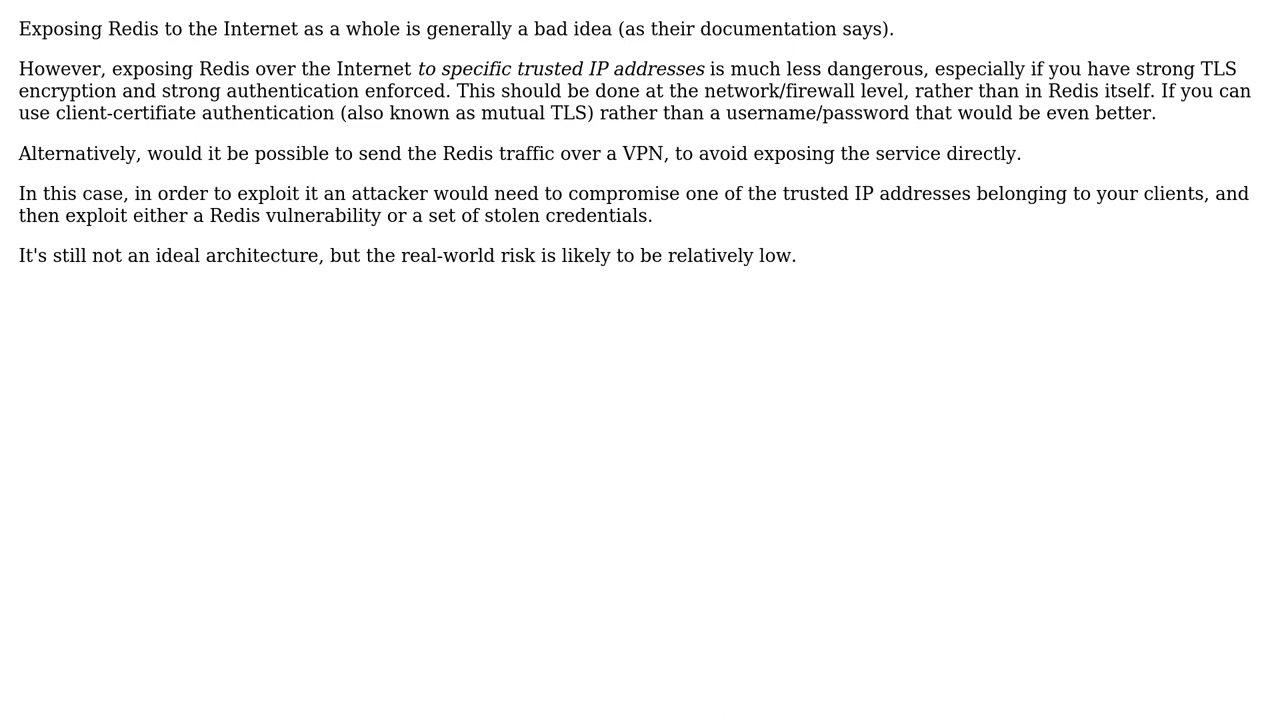 Exposing Redis to the Internet as a whole is generally a bad idea (as their documentation says).
However, exposing Redis over the Internet to specific trusted IP addresses is much less dangerous, especially if you have strong TLS
encryption and strong authentication enforced. This should be done at the network/firewall level, rather than in Redis itself. If you can
use client-certifiate authentication (also known as mutual TLS) rather than a username/password that would be even better.
Alternatively, would it be possible to send the Redis traffic over a VPN, to avoid exposing the service directly.
In this case, in order to exploit it an attacker would need to compromise one of the trusted IP addresses belonging to your clients, and
then exploit either a Redis vulnerability or a set of stolen credentials.
It's still not an ideal architecture, but the real-world risk is likely to be relatively low.